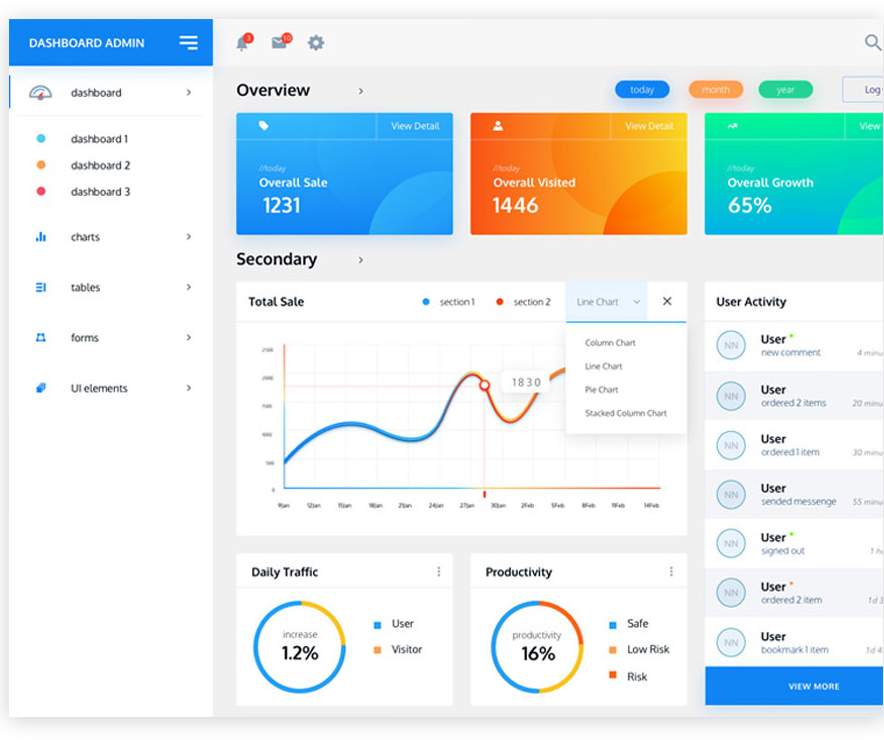 DASHBOARD ADMIN
3
10
dashboard
dashboard 1
dashboard 2
dashboard 3
charts
tables
forms
UI elements
Overview
today
month
year
Log
View Detail
//today
Overall Sale
1231
View Detail
//today
Overall Visited
1446
View
//today
Overall Growth
65%
Secondary
Total Sale
section 1
section 2
Line Chart
Column Chart
Line Chart
Pie Chart
Stacked Column Chart
2500
2000
1500
1000
500
0
1830
9Jan
12Jan
15Jan
18Jan
21Jan
24Jan
27Jan
30Jan
2Feb
5Feb
8Feb
11Feb
14Feb
User Activity
NN
User
new comment
4 minu
NN
User
ordered 2 items
20 minu
NN
User
ordered 1 item
30 minu
NN
User
sended messenge
55 minu
NN
User
signed out
1 h
NN
User
ordered 2 item
1d 3
NN
User
bookmark 1 item
1d 4
VIEW MORE
Daily Traffic
increase
1.2%
User
Visitor
Productivity
productivity
16%
Safe
Low Risk
Risk